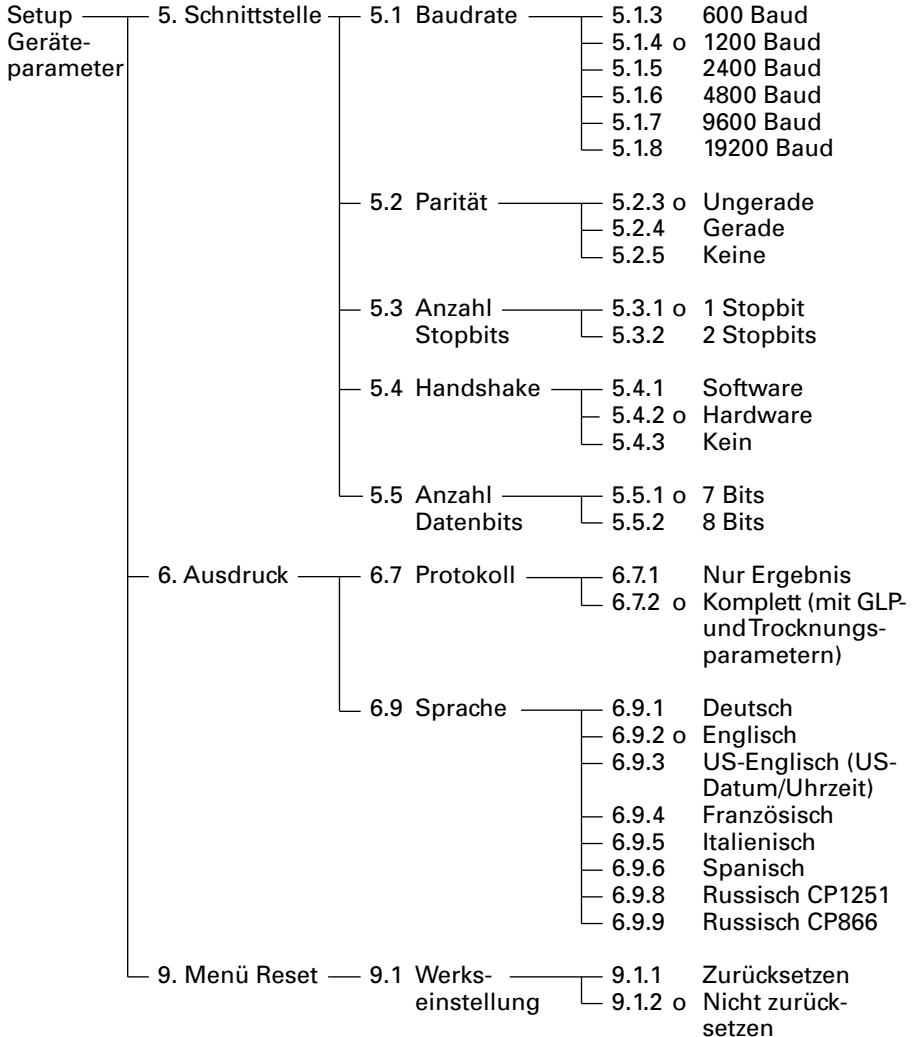 Setup 5. Schnittstelle 5.1 Baudrate 5.1.3 600 Baud
Geräte- 5.1.4 o 1200 Baud
parameter 5.1.5 2400 Baud
5.1.6 4800 Baud
5.1.7 9600 Baud
5.1.8 19200 Baud
5.2 Parität 5.2.3 o Ungerade
5.2.4 Gerade
5.2.5 Keine
5.3 Anzahl 5.3.1 o 1 Stopbit
Stopbits 5.3.2 2 Stopbits
5.4 Handshake 5.4.1 Software
5.4.2 o Hardware
5.4.3 Kein
5.5 Anzahl 5.5.1 o 7 Bits
Datenbits 5.5.2 8 Bits
6. Ausdruck 6.7 Protokoll 6.7.1 Nur Ergebnis
6.7.2 o Komplett (mit GLP-
und Trocknungs-
parametern)
6.9 Sprache 6.9.1 Deutsch
6.9.2 o Englisch
6.9.3 US-Englisch (US-
Datum/Uhrzeit)
6.9.4 Französisch
6.9.5 Italienisch
6.9.6 Spanisch
6.9.8 Russisch CP1251
6.9.9 Russisch CP866
9. Menü Reset 9.1 Werks- 9.1.1 Zurücksetzen
einstellung 9.1.2 o Nicht zurück-
setzen